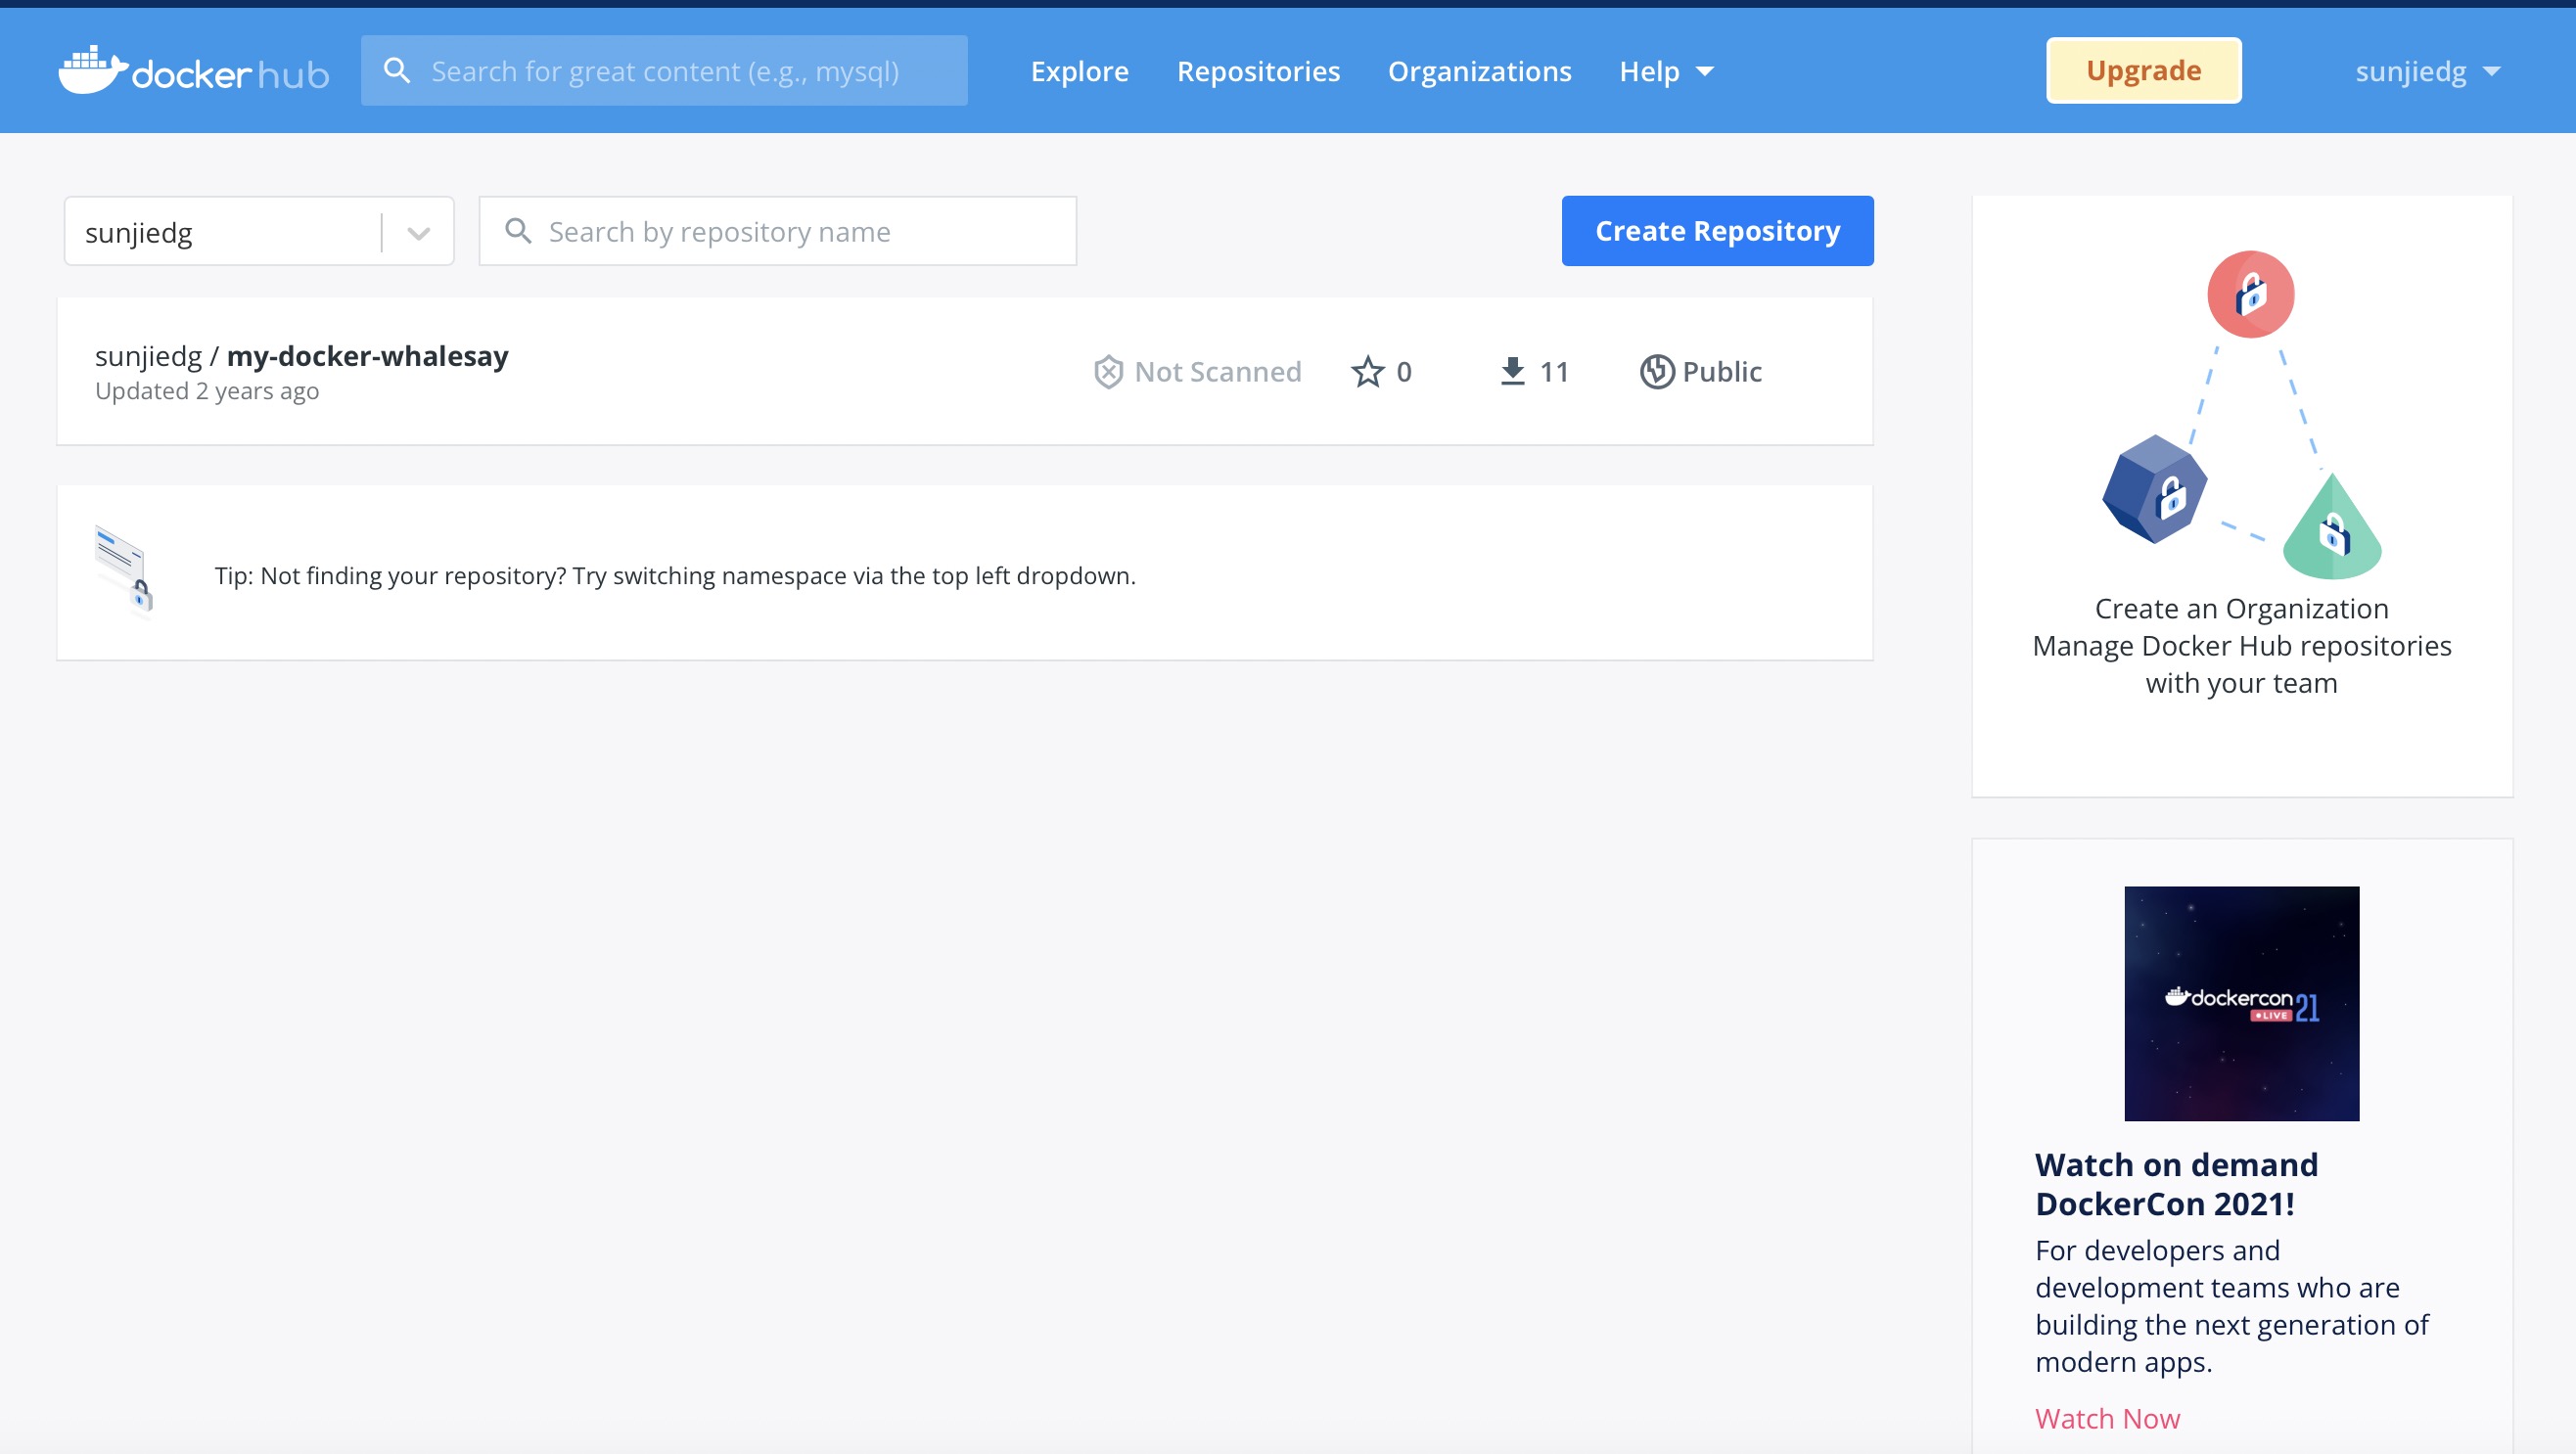 docker hub
Search for great content (e.g., mysql)
Explore
Repositories
Organizations
Help
Upgrade
sunjiedg
sunjiedg
Search by repository name
Create Repository
sunjiedg / my-docker-whalesay
Updated 2 years ago
Not Scanned
0
11
Public
Tip: Not finding your repository? Try switching namespace via the top left dropdown.
Create an Organization
Manage Docker Hub repositories
with your team
dockercon
LIVE
21
Watch on demand
DockerCon 2021!
For developers and
development teams who are
building the next generation of
modern apps.
Watch Now